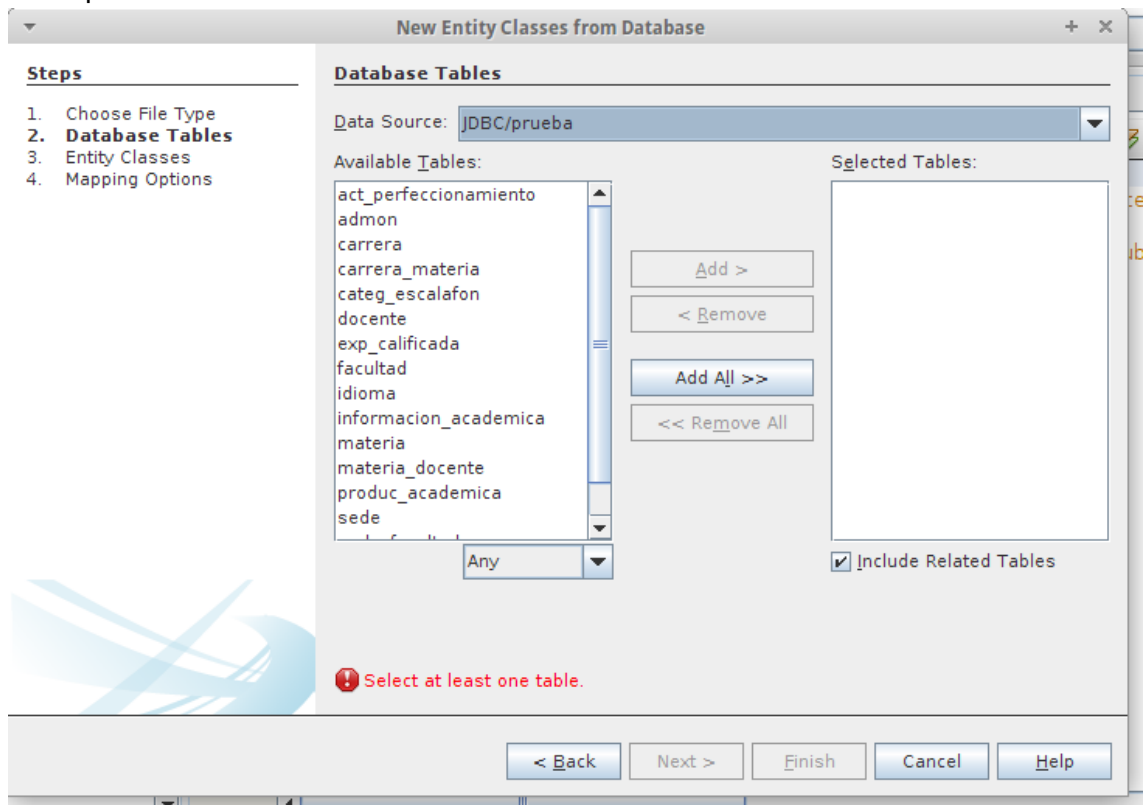 New Entity Classes from Database
Steps
1. Choose File Type
2. Database Tables
3. Entity Classes
4. Mapping Options
Database Tables
Data Source: JDBC/prueba
Available Tables:
act_perfeccionamiento
admon
carrera
carrera_materia
categ_escalafon
docente
exp_calificada
facultad
idioma
informacion_academica
materia
materia_docente
produc_academica
sede
Any
Add >
< Remove
Add All >>
<< Remove All
Selected Tables:
Include Related Tables
Select at least one table.
< Back
Next >
Finish
Cancel
Help